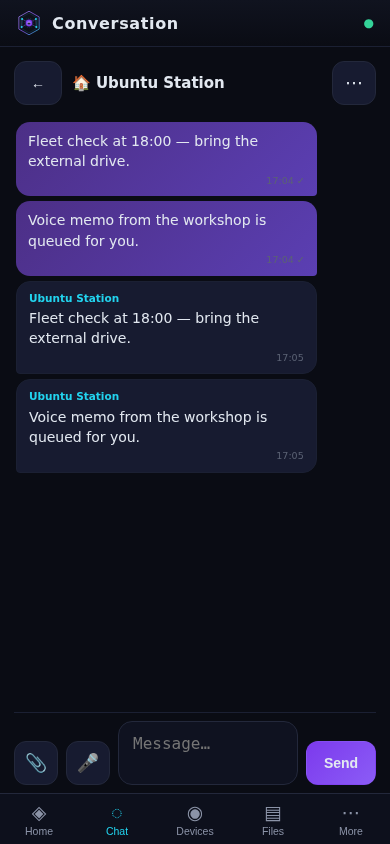 Conversation
← 🏠 Ubuntu Station ⋯
Fleet check at 18:00 — bring the
external drive.
17:04 ✓
Voice memo from the workshop is
queued for you.
17:04 ✓
Ubuntu Station
Fleet check at 18:00 — bring the
external drive.
17:05
Ubuntu Station
Voice memo from the workshop is
queued for you.
17:05
Message…
Send
Home Chat Devices Files More